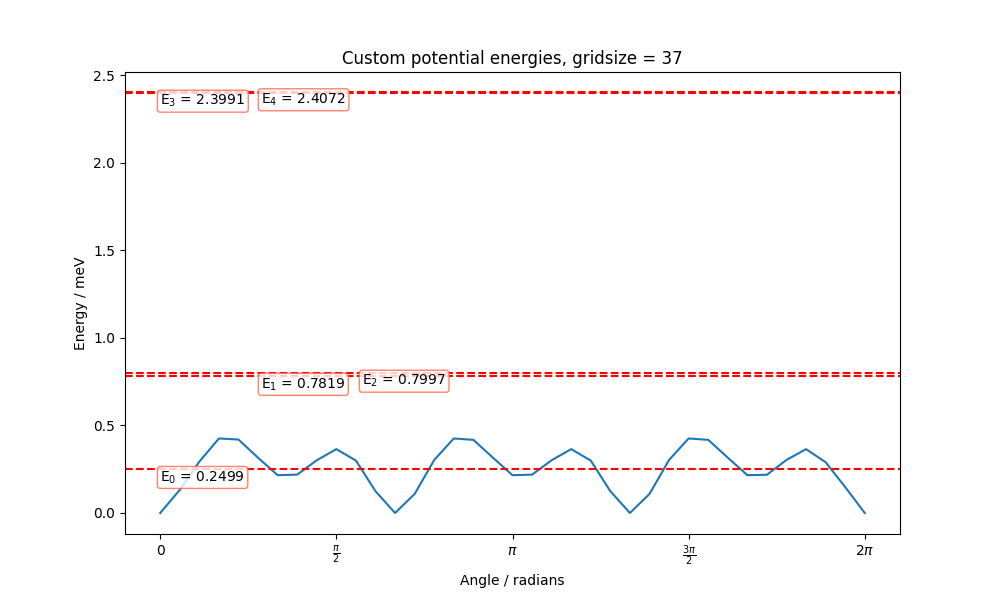 Custom potential energies, gridsize = 37
2.5
E₃ = 2.3991
E₄ = 2.4072
2.0
1.5
Energy / meV
1.0
E₁ = 0.7819
E₂ = 0.7997
0.5
E₀ = 0.2499
0.0
0
π/2
π
3π/2
2π
Angle / radians